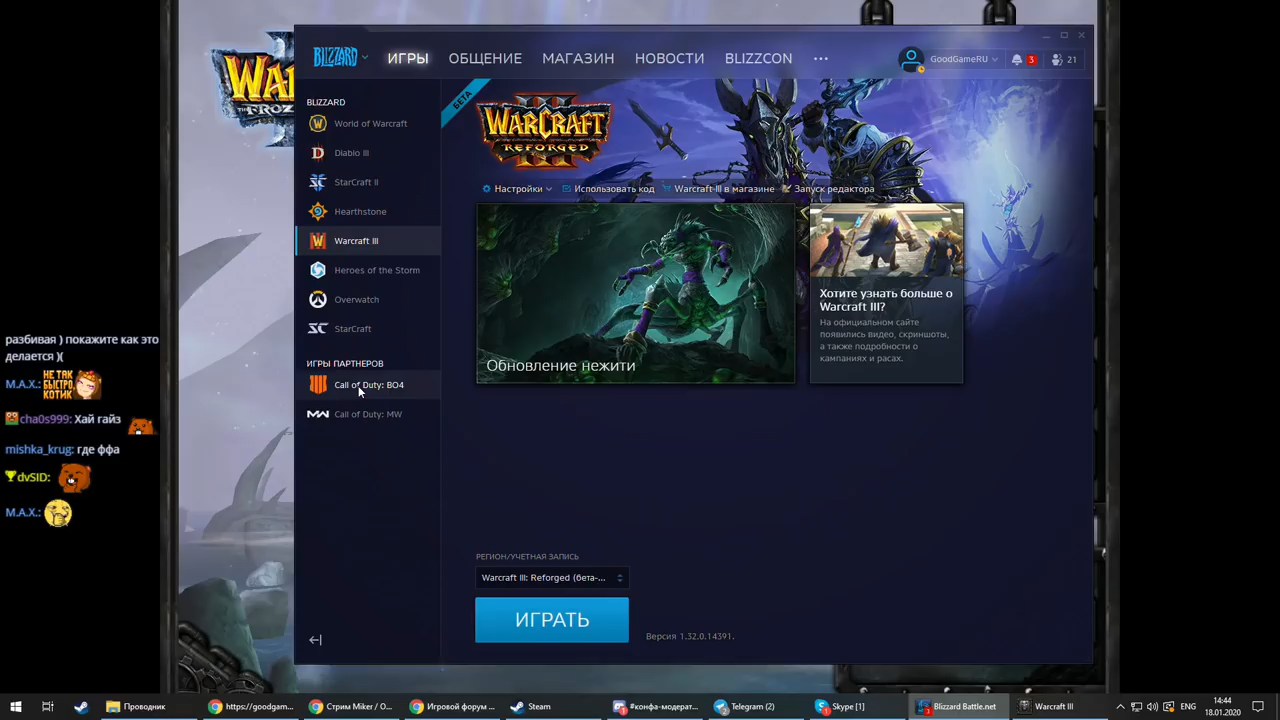 BLIZZARD
ИГРЫ
ОБЩЕНИЕ
МАГАЗИН
НОВОСТИ
BLIZZCON
GoodGameRU
3
21
BLIZZARD
World of Warcraft
Diablo III
StarCraft II
Hearthstone
Warcraft III
Heroes of the Storm
Overwatch
StarCraft
ИГРЫ ПАРТНЕРОВ
Call of Duty: BO4
Call of Duty: MW
БЕТА
WARCRAFT
REFORGED
III
Настройки
Использовать код
Warcraft III в магазине
Запуск редактора
Обновление нежити
Хотите узнать больше о
Warcraft III?
На официальном сайте
появились видео, скриншоты,
а также подробности о
кампаниях и расах.
РЕГИОН/УЧЕТНАЯ ЗАПИСЬ
Warcraft III: Reforged (бета-...
ИГРАТЬ
Версия 1.32.0.14391.
разбивая ) покажите как это
делается )(
M.A.X.: НЕ ТАК БЫСТРО, КОТИК
cha0s999: Хай гайз
mishka_krug: где ффа
dvSID:
M.A.X.:
Проводник
https://goodgam...
Стрим Miker / О...
Игровой форум ...
Steam
#конфа-модерат...
Telegram (2)
Skype [1]
Blizzard Battle.net
Warcraft III
ENG
14:44
18.01.2020